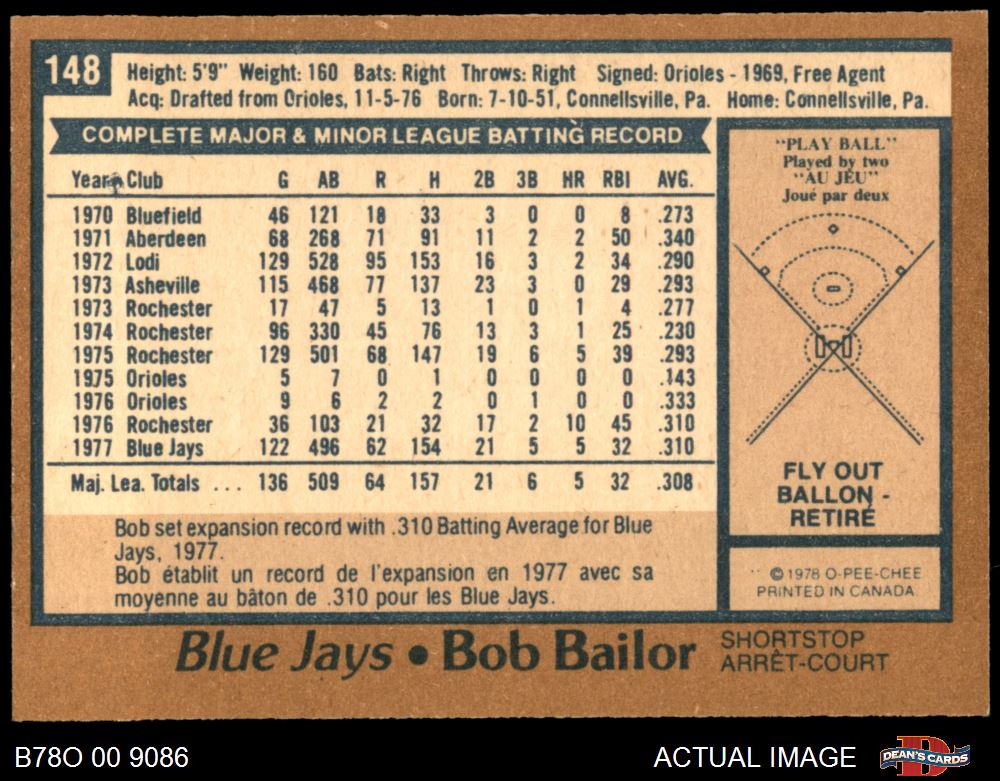 148
Height: 5'9" Weight: 160 Bats: Right Throws: Right Signed: Orioles - 1969, Free Agent
Acq: Drafted from Orioles, 11-5-76 Born: 7-10-51, Connellsville, Pa. Home: Connellsville, Pa.
COMPLETE MAJOR & MINOR LEAGUE BATTING RECORD
Year Club G AB R H 2B 3B HR RBI AVG.
1970 Bluefield 46 121 18 33 3 0 0 8 .273
1971 Aberdeen 68 268 71 91 11 2 2 50 .340
1972 Lodi 129 528 95 153 16 3 2 34 .290
1973 Asheville 115 468 77 137 23 3 0 29 .293
1973 Rochester 17 47 5 13 1 0 1 4 .277
1974 Rochester 96 330 45 76 13 3 1 25 .230
1975 Rochester 129 501 68 147 19 6 5 39 .293
1975 Orioles 5 7 0 1 0 0 0 0 .143
1976 Orioles 9 6 2 2 0 1 0 0 .333
1976 Rochester 36 103 21 32 17 2 10 45 .310
1977 Blue Jays 122 496 62 154 21 5 5 32 .310
Maj. Lea. Totals ... 136 509 64 157 21 6 5 32 .308
Bob set expansion record with .310 Batting Average for Blue
Jays, 1977.
Bob établit un record de l'expansion en 1977 avec sa
moyenne au bâton de .310 pour les Blue Jays.
"PLAY BALL"
Played by two
"AU JEU"
Joué par deux
FLY OUT
BALLON -
RETIRÉ
© 1978 O-PEE-CHEE
PRINTED IN CANADA
Blue Jays • Bob Bailor
SHORTSTOP
ARRÊT-COURT
B78O 00 9086
ACTUAL IMAGE
DEAN'S CARDS